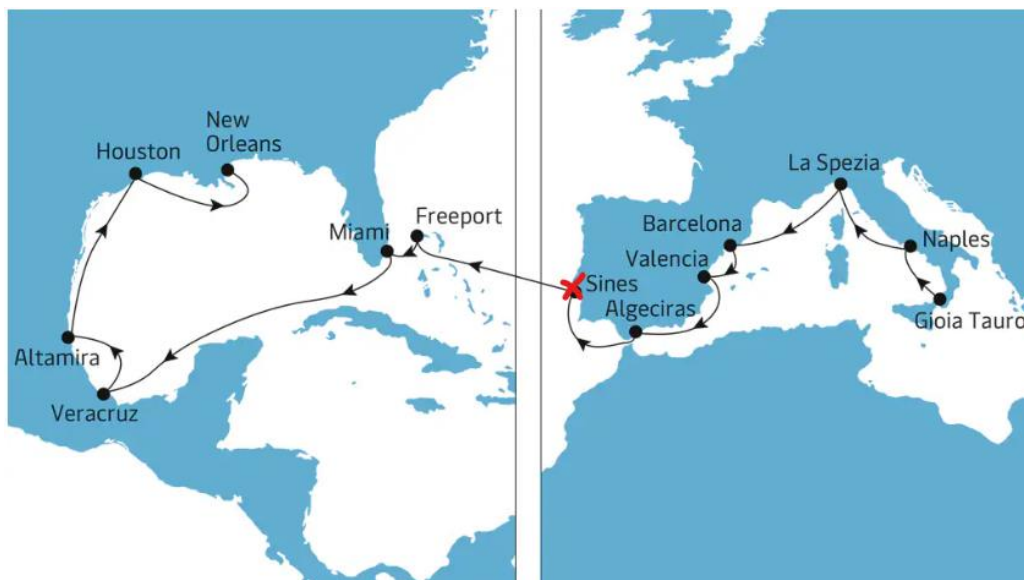 New
Orleans
Houston
Freeport
Miami
Altamira
Veracruz
La Spezia
Barcelona
Naples
Valencia
Sines
Algeciras
Gioia Tauro